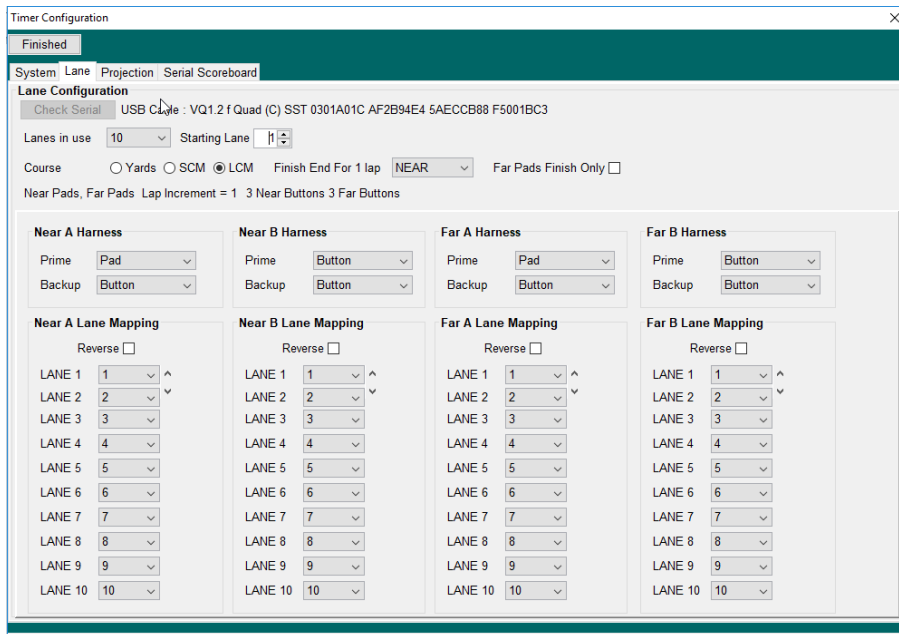 Timer Configuration
Finished
System Lane Projection Serial Scoreboard
Lane Configuration
Check Serial USB Cable : VQ1.2 f Quad (C) SST 0301A01C AF2B94E4 5AECCB88 F5001BC3
Lanes in use 10 Starting Lane 1
Course Yards SCM LCM Finish End For 1 lap NEAR Far Pads Finish Only
Near Pads, Far Pads Lap Increment = 1 3 Near Buttons 3 Far Buttons
Near A Harness Near B Harness Far A Harness Far B Harness
Prime Pad Prime Button Prime Pad Prime Button
Backup Button Backup Button Backup Button Backup Button
Near A Lane Mapping Near B Lane Mapping Far A Lane Mapping Far B Lane Mapping
Reverse Reverse Reverse Reverse
LANE 1 1 LANE 1 1 LANE 1 1 LANE 1 1
LANE 2 2 LANE 2 2 LANE 2 2 LANE 2 2
LANE 3 3 LANE 3 3 LANE 3 3 LANE 3 3
LANE 4 4 LANE 4 4 LANE 4 4 LANE 4 4
LANE 5 5 LANE 5 5 LANE 5 5 LANE 5 5
LANE 6 6 LANE 6 6 LANE 6 6 LANE 6 6
LANE 7 7 LANE 7 7 LANE 7 7 LANE 7 7
LANE 8 8 LANE 8 8 LANE 8 8 LANE 8 8
LANE 9 9 LANE 9 9 LANE 9 9 LANE 9 9
LANE 10 10 LANE 10 10 LANE 10 10 LANE 10 10